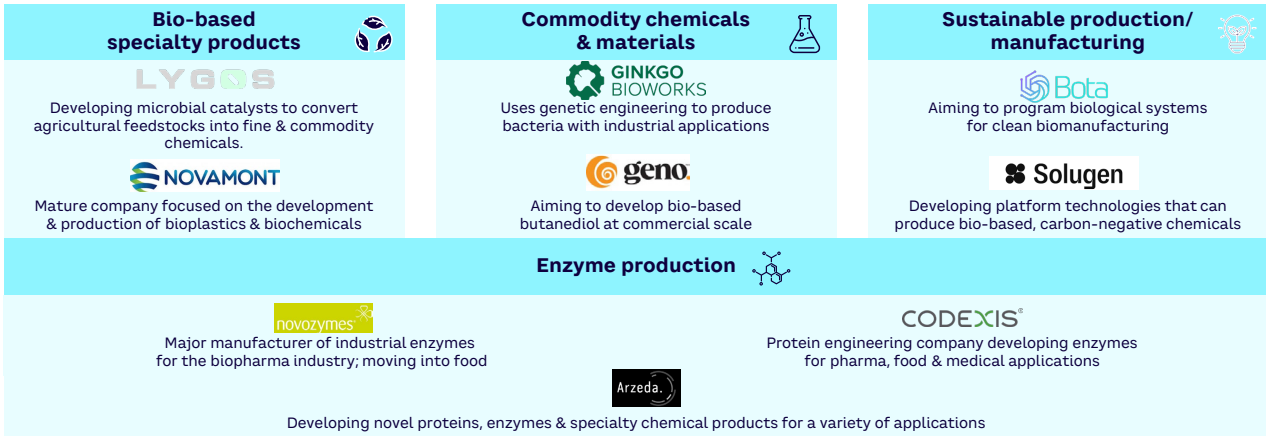 Bio-based
specialty products
LYGOS
Developing microbial catalysts to convert
agricultural feedstocks into fine & commodity
chemicals.
NOVAMONT
Mature company focused on the development
& production of bioplastics & biochemicals
Commodity chemicals
& materials
GINKGO
BIOWORKS
Uses genetic engineering to produce
bacteria with industrial applications
geno.
Aiming to develop bio-based
butanediol at commercial scale
Sustainable production/
manufacturing
Bota
Aiming to program biological systems
for clean biomanufacturing
Solugen
Developing platform technologies that can
produce bio-based, carbon-negative chemicals
Enzyme production
novozymes
Major manufacturer of industrial enzymes
for the biopharma industry; moving into food
CODEXIS®
Protein engineering company developing enzymes
for pharma, food & medical applications
Arzeda.
Developing novel proteins, enzymes & specialty chemical products for a variety of applications